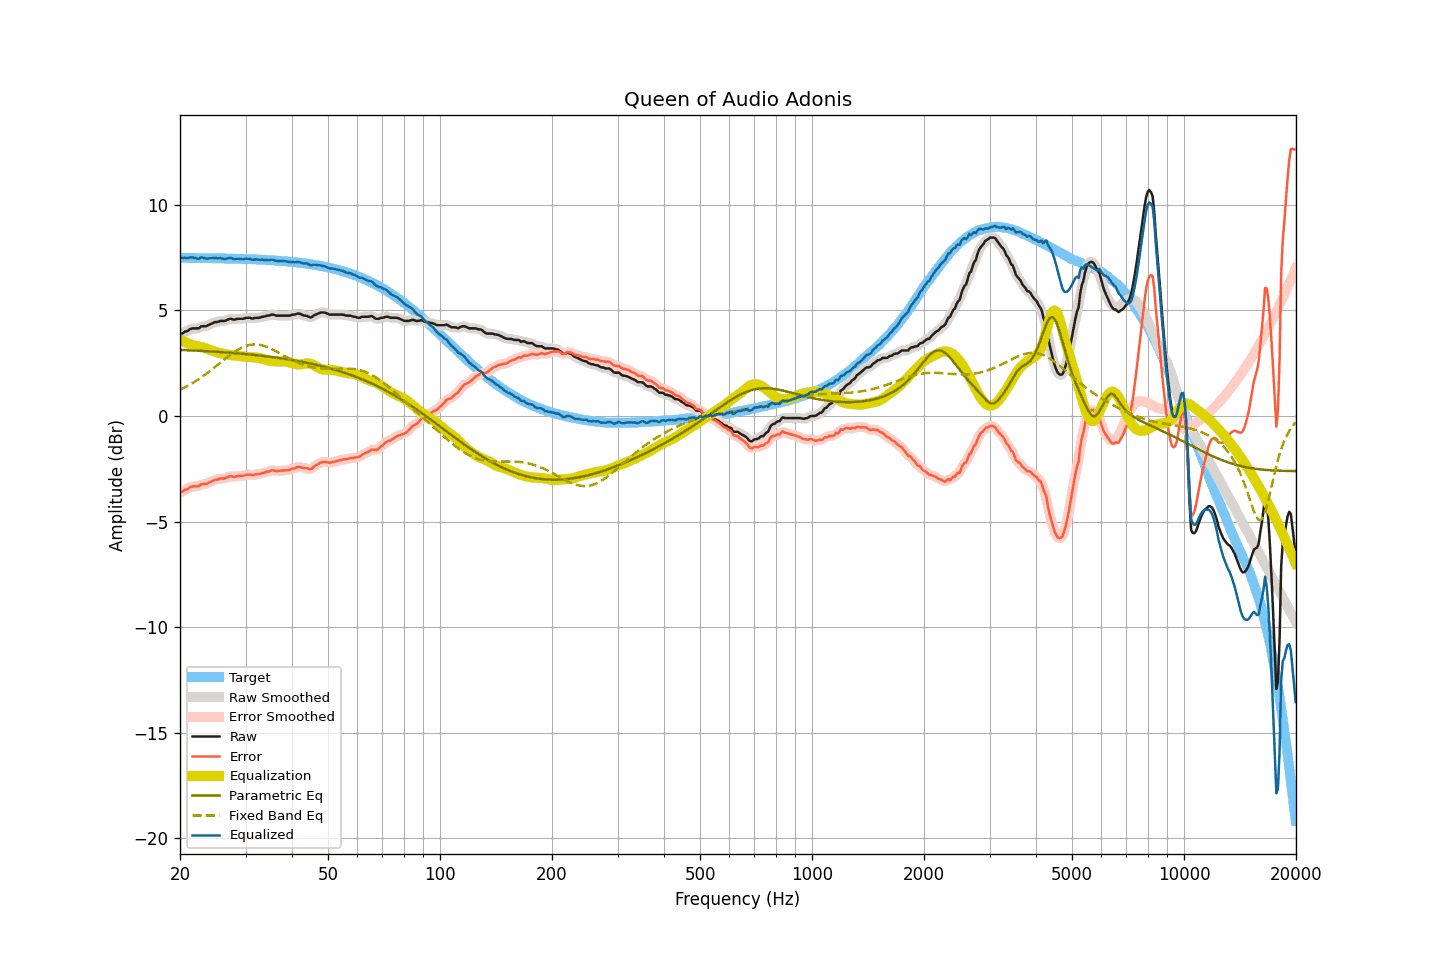 Queen of Audio Adonis
Amplitude (dBr)
10
5
0
−5
−10
−15
−20
Target
Raw Smoothed
Error Smoothed
Raw
Error
Equalization
Parametric Eq
Fixed Band Eq
Equalized
20 50 100 200 500 1000 2000 5000 10000 20000
Frequency (Hz)